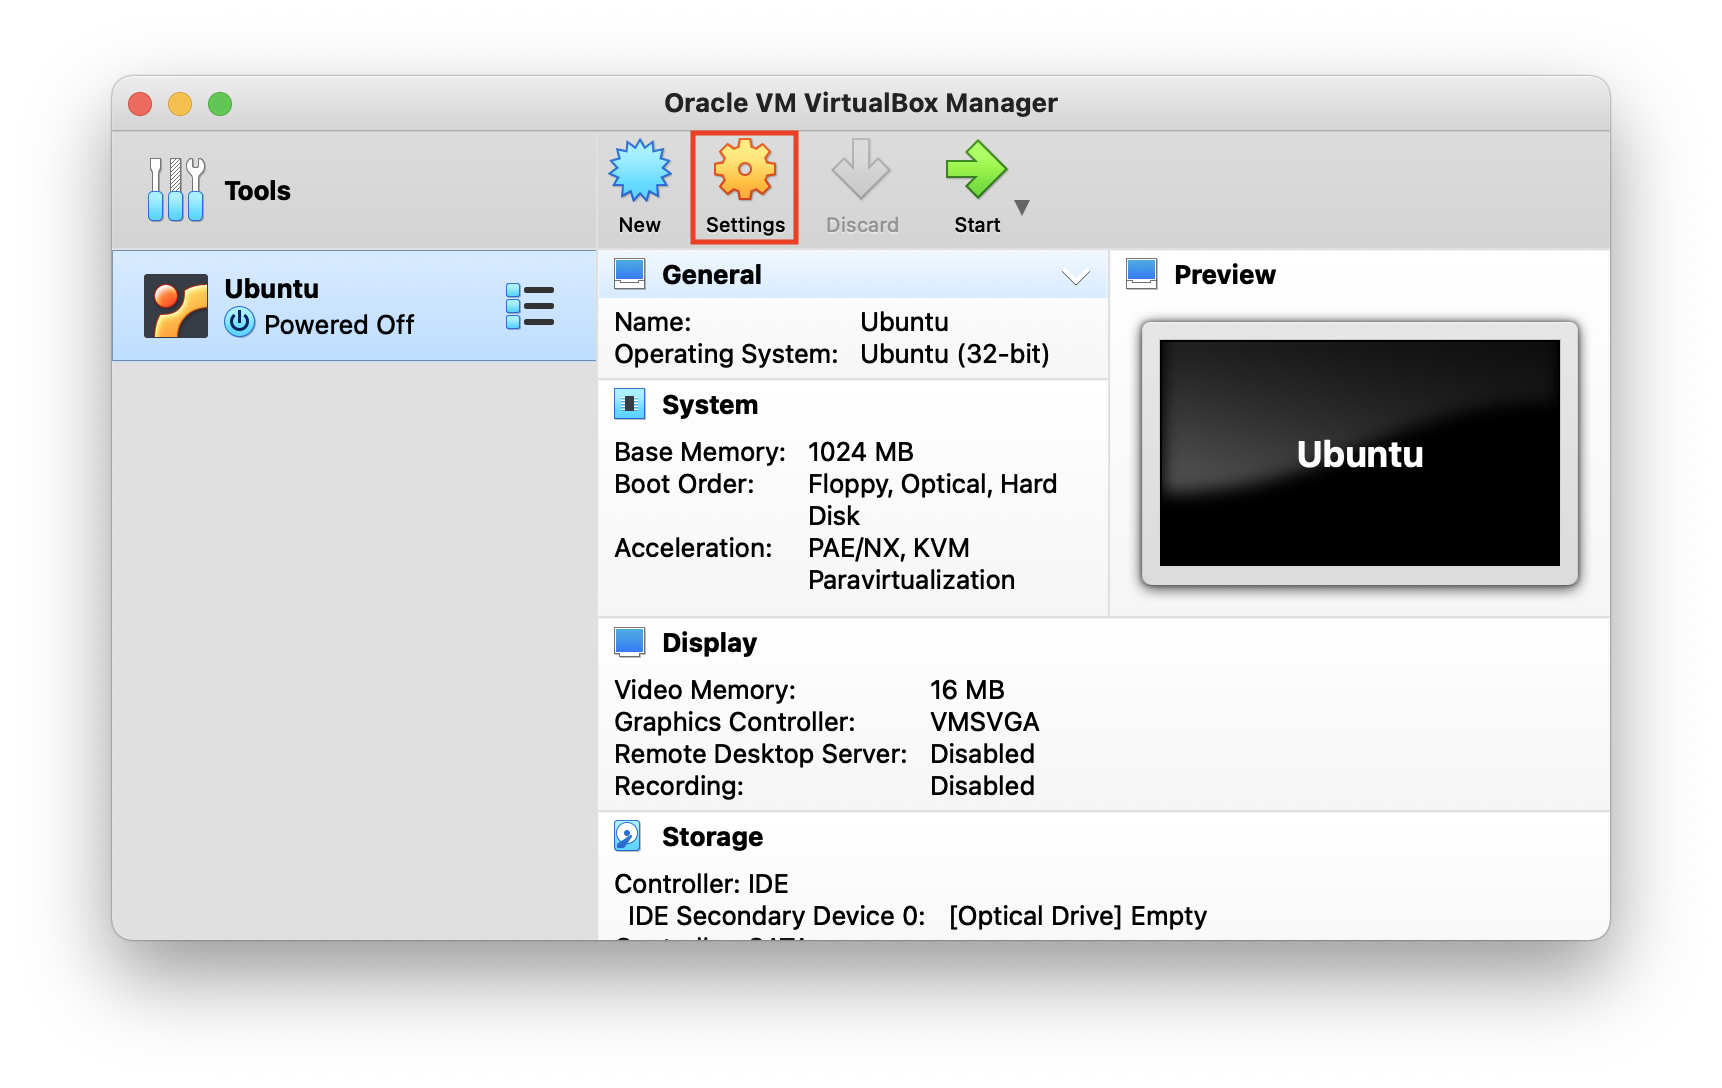 Oracle VM VirtualBox Manager
Tools
New
Settings
Discard
Start
Ubuntu
Powered Off
General
Name: Ubuntu
Operating System: Ubuntu (32-bit)
System
Base Memory: 1024 MB
Boot Order: Floppy, Optical, Hard
Disk
Acceleration: PAE/NX, KVM
Paravirtualization
Preview
Ubuntu
Display
Video Memory: 16 MB
Graphics Controller: VMSVGA
Remote Desktop Server: Disabled
Recording: Disabled
Storage
Controller: IDE
IDE Secondary Device 0: [Optical Drive] Empty